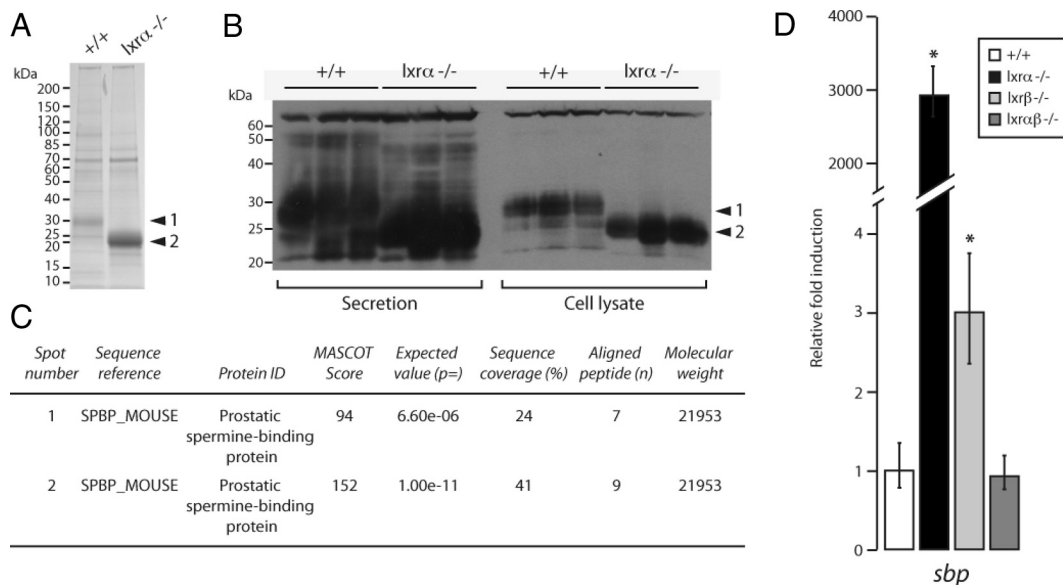 A
+/+
lxrα -/-
kDa
200
150
120
100
85
70
60
50
40
30
25
20
15
10
1
2
B
+/+
lxrα -/-
+/+
lxrα -/-
kDa
60
50
40
30
25
20
1
2
Secretion
Cell lysate
C
Spot number
Sequence reference
Protein ID
MASCOT Score
Expected value (p=)
Sequence coverage (%)
Aligned peptide (n)
Molecular weight
1 SPBP_MOUSE Prostatic spermine-binding protein 94 6.60e-06 24 7 21953
2 SPBP_MOUSE Prostatic spermine-binding protein 152 1.00e-11 41 9 21953
D
Relative fold induction
4000
3000
2000
4
3
2
1
0
*
*
+/+
lxrα -/-
lxrβ-/-
lxrαβ-/-
sbp